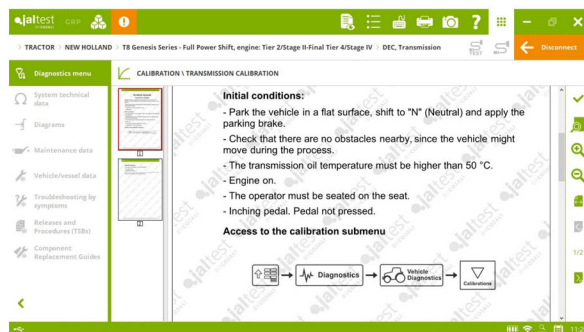 jaltest GRP
TRACTOR > NEW HOLLAND > T8 Genesis Series - Full Power Shift, engine: Tier 2/Stage II-Final Tier 4/Stage IV > DEC, Transmission
TEST
Disconnect
Diagnostics menu
CALIBRATION \ TRANSMISSION CALIBRATION
System technical
data
Diagrams
Maintenance data
Vehicle/vessel data
Troubleshooting by
symptoms
Releases and
Procedures (TSBs)
Component
Replacement Guides
Initial conditions:
- Park the vehicle in a flat surface, shift to "N" (Neutral) and apply the
parking brake.
- Check that there are no obstacles nearby, since the vehicle might
move during the process.
- The transmission oil temperature must be higher than 50 °C.
- Engine on.
- The operator must be seated on the seat.
- Inching pedal. Pedal not pressed.
Access to the calibration submenu
Diagnostics
Vehicle
Diagnostics
Calibrations
1/2